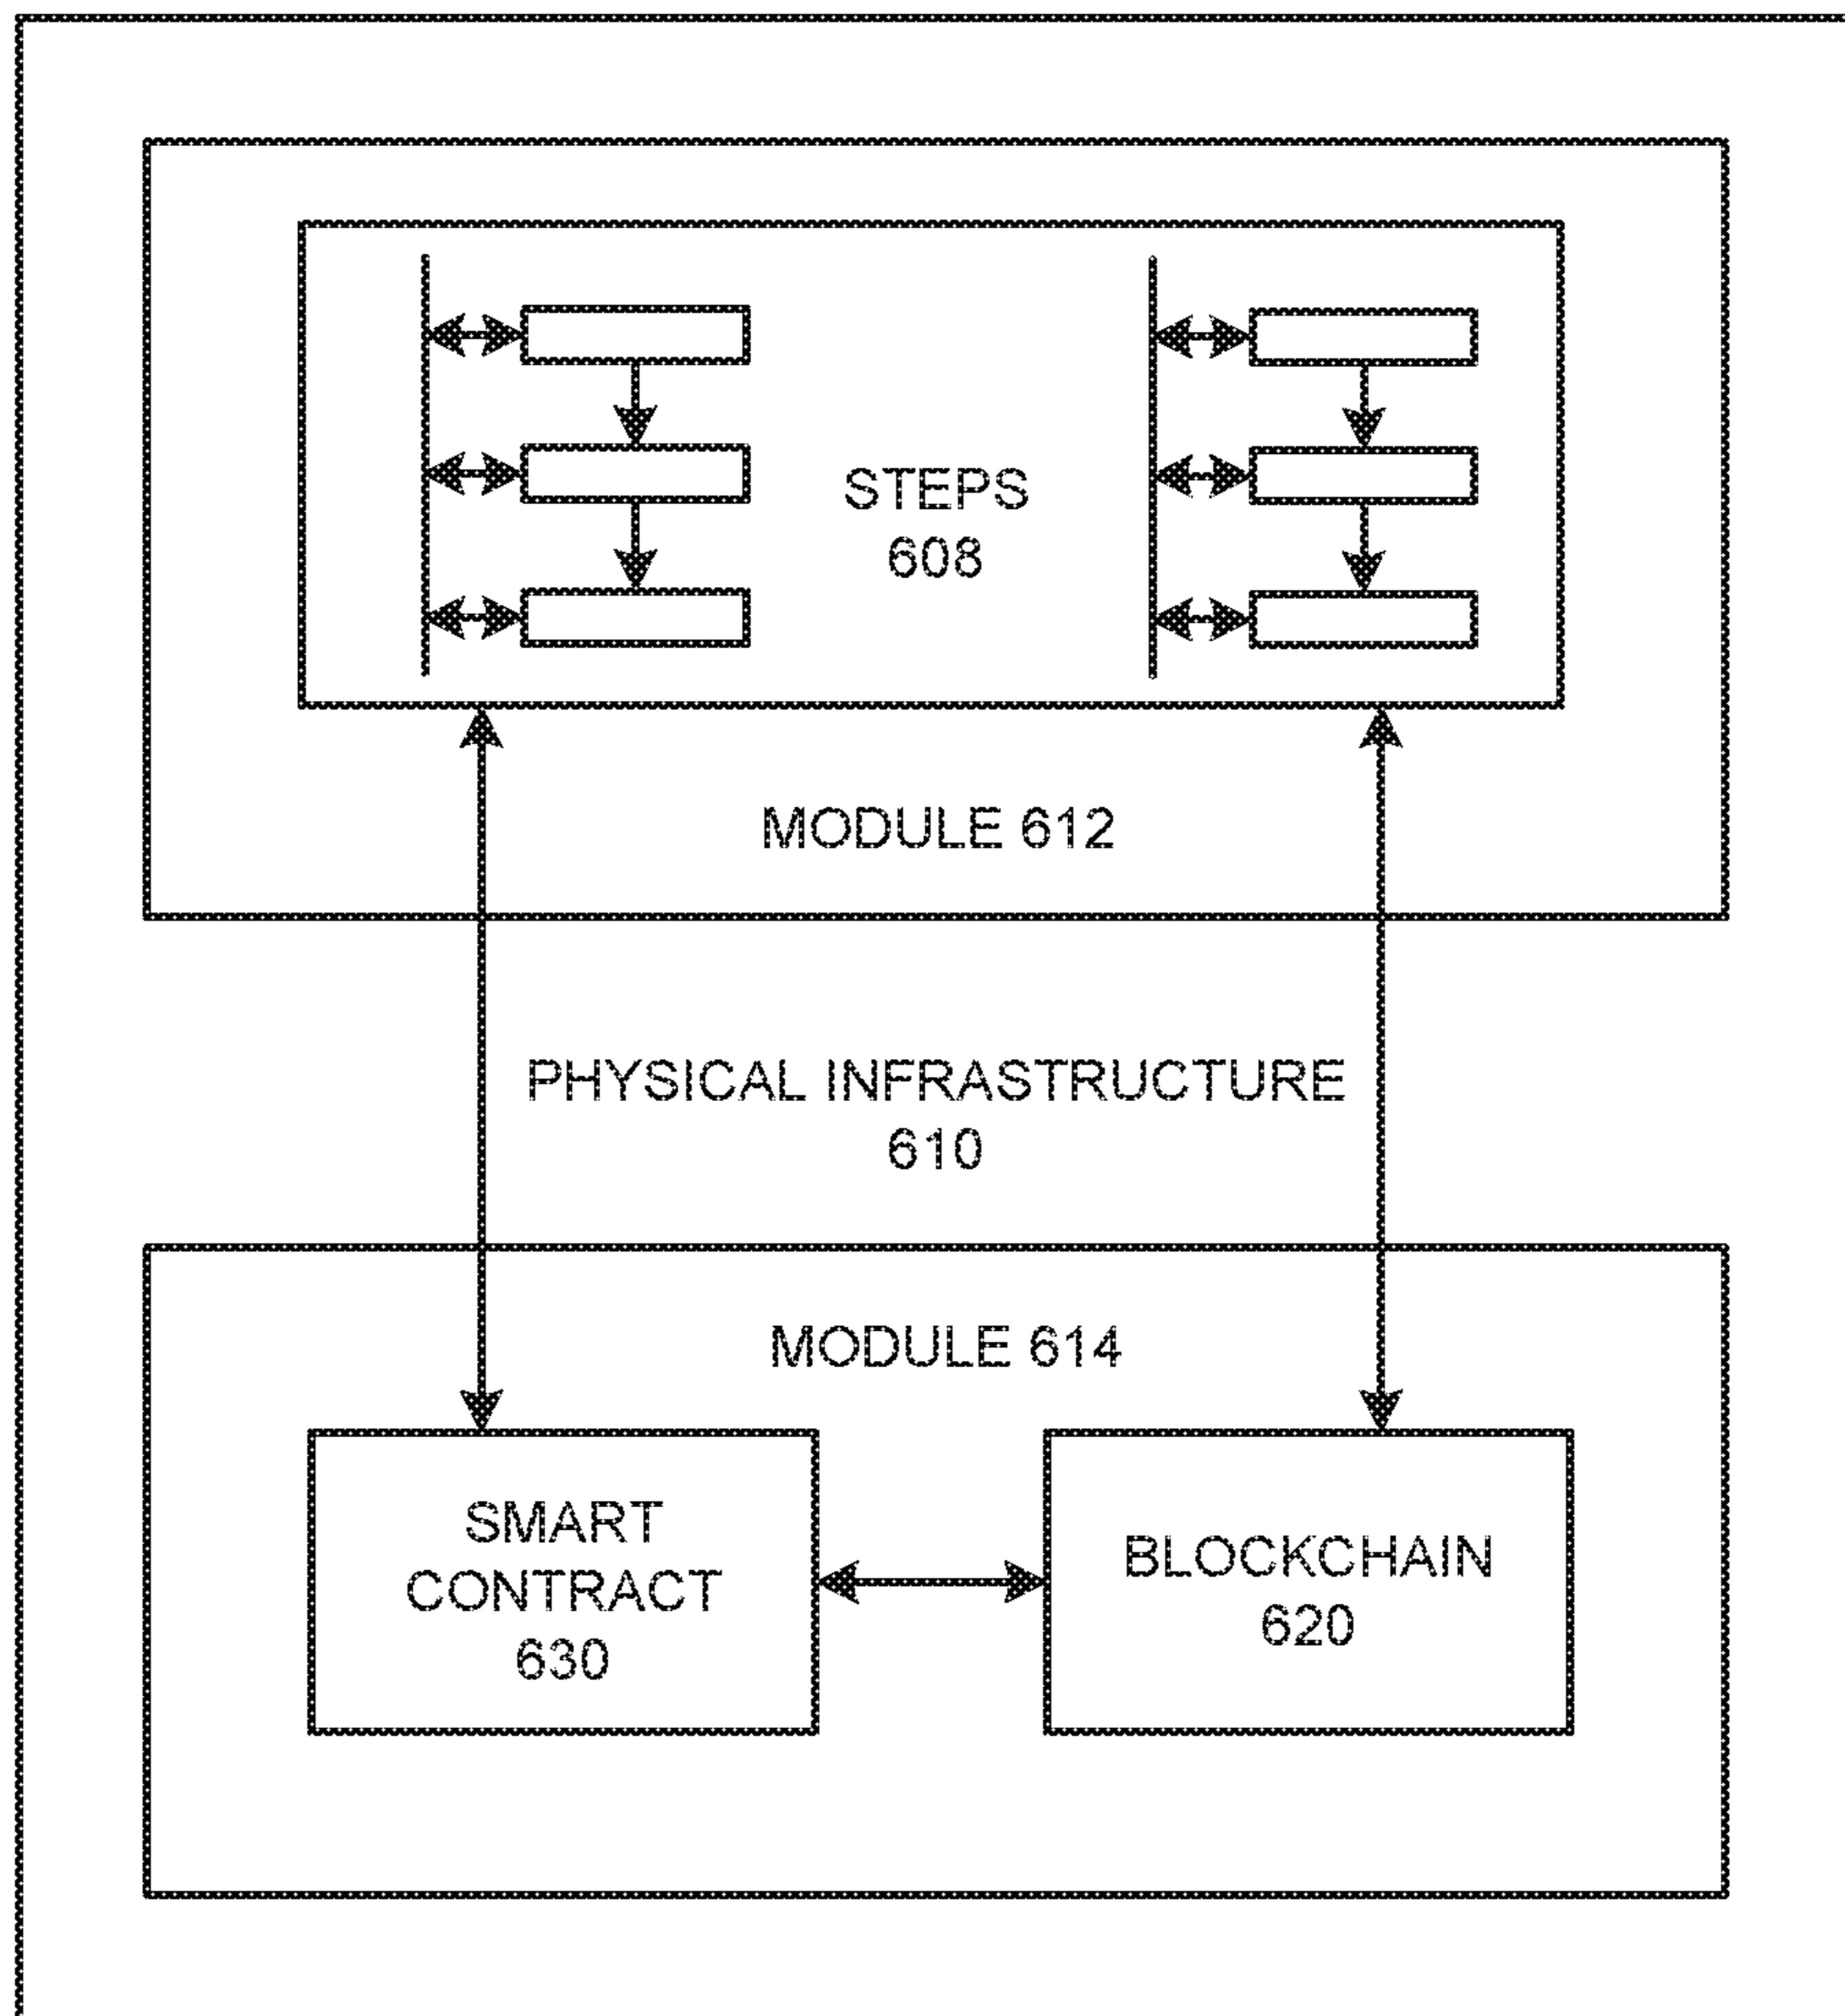 STEPS
608
MODULE 612
PHYSICAL INFRASTRUCTURE
610
MODULE 614
SMART
CONTRACT
630
BLOCKCHAIN
620